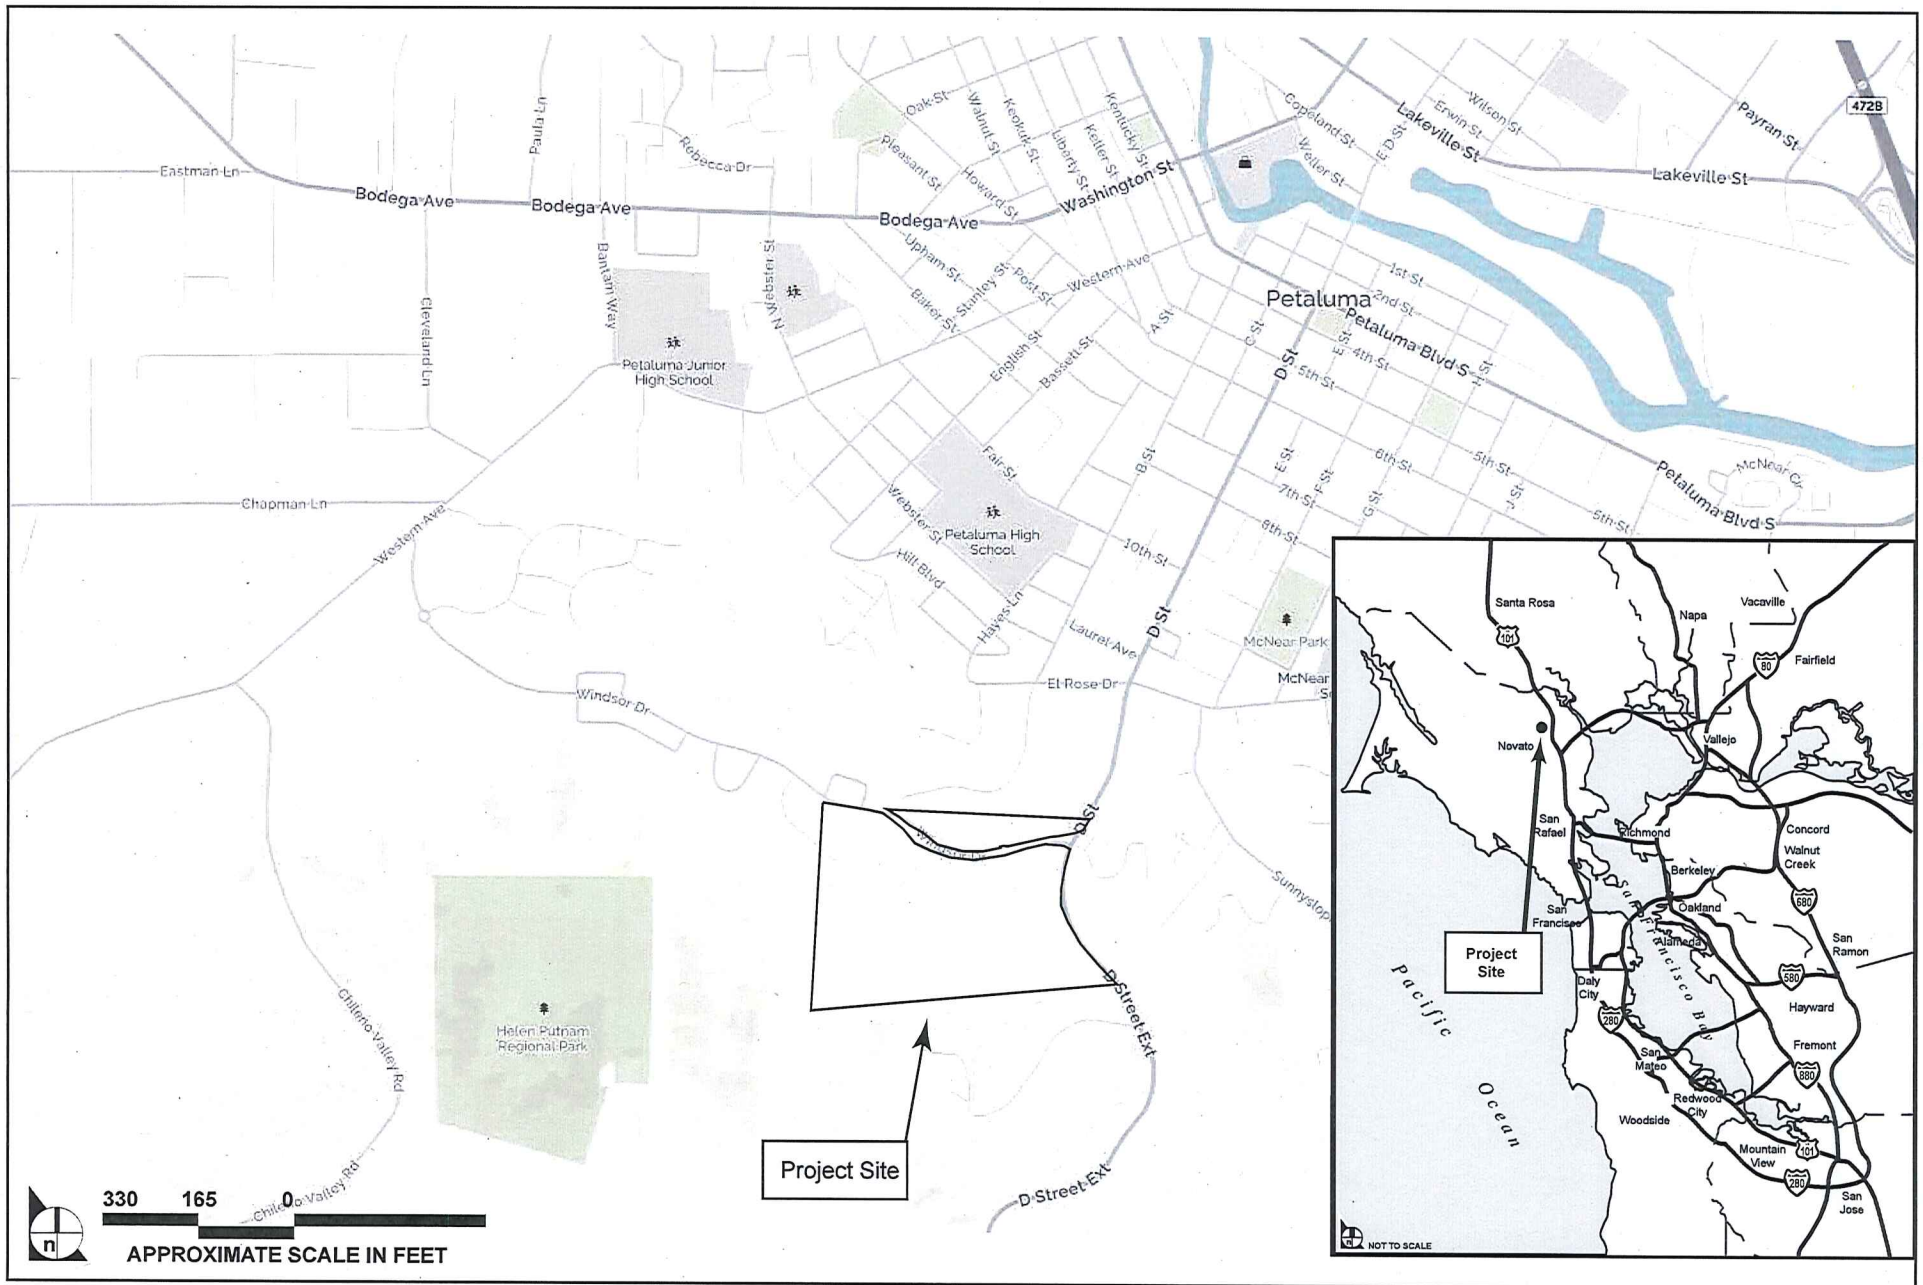 472B
Oak St
Paula Ln
Walnut St
Keokuk St
Kentucky St
Copeland St
Lakeville St
Wilson St
Erwin St
Payran St
Rebecca Dr
Pleasant St
Liberty St
Keller St
Weller St
E D St
Eastman Ln
Howard St
Washington St
Lakeville St
Bodega Ave
Bodega Ave
Bodega Ave
Upham St
Bantam Way
N Webster St
Stanley St
Post St
Western Ave
Baker St
1st St
2nd St
Petaluma
Cleveland Ln
A St
C St
E St
Petaluma Blvd S
4th St
H St
English St
Bassett St
D St
5th St
Petaluma Junior
High School
Fair St
B St
E St
6th St
5th St
McNear Cir
Petaluma Blvd S
7th St
F St
G St
J St
5th St
Chapman Ln
Webster St
Western Ave
Petaluma High
School
8th St
10th St
Hill Blvd
Hayes Ln
D St
Laurel Ave
McNear Park
El Rose Dr
McNear
S
Windsor Dr
D St
Windsor Dr
Sunnyslop
D Street Ext
Chileno Valley Rd
Helen Putnam
Regional Park
Project Site
D Street Ext
Chileno Valley Rd
330 165 0
n
APPROXIMATE SCALE IN FEET
Santa Rosa
101
Napa
Vacaville
80
Fairfield
Novato
Vallejo
San
Rafael
Richmond
Concord
Walnut
Creek
Berkeley
680
San
Francisco
Oakland
Alameda
San
Ramon
Project
Site
San Francisco Bay
580
Daly
City
Pacific
Ocean
280
Hayward
San
Mateo
Fremont
880
Redwood
City
Woodside
Mountain
View
101
280
San
Jose
n
NOT TO SCALE